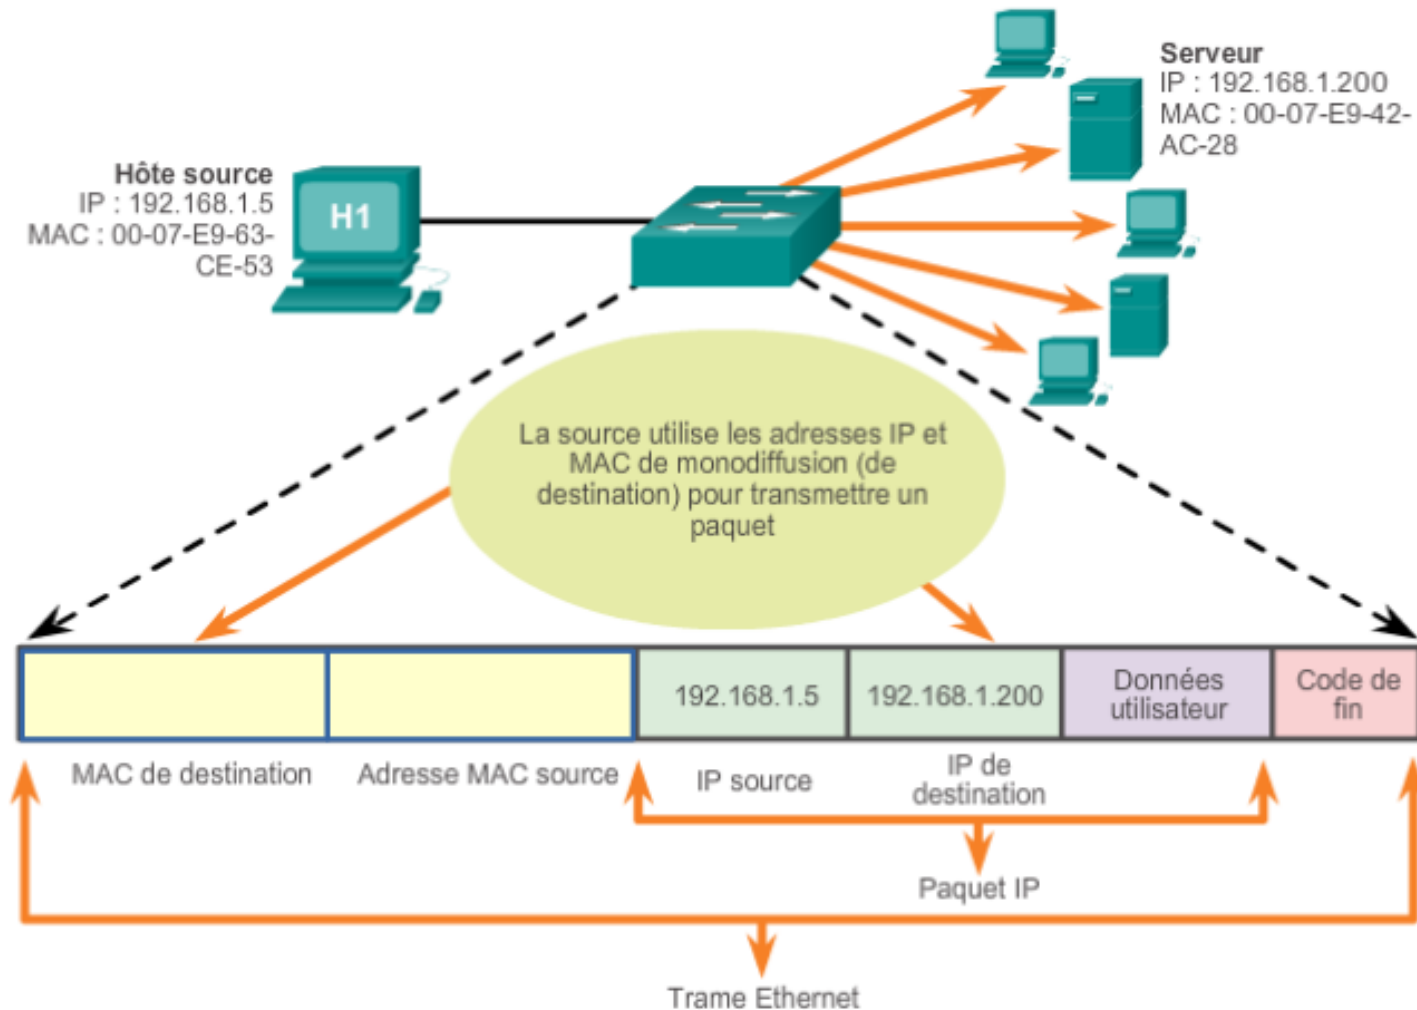 Serveur
IP : 192.168.1.200
MAC : 00-07-E9-42-
AC-28
Hôte source
IP : 192.168.1.5
MAC : 00-07-E9-63-
CE-53
H1
La source utilise les adresses IP et
MAC de monodiffusion (de
destination) pour transmettre un
paquet
192.168.1.5
192.168.1.200
Données
utilisateur
Code de
fin
MAC de destination
Adresse MAC source
IP source
IP de
destination
Paquet IP
Trame Ethernet